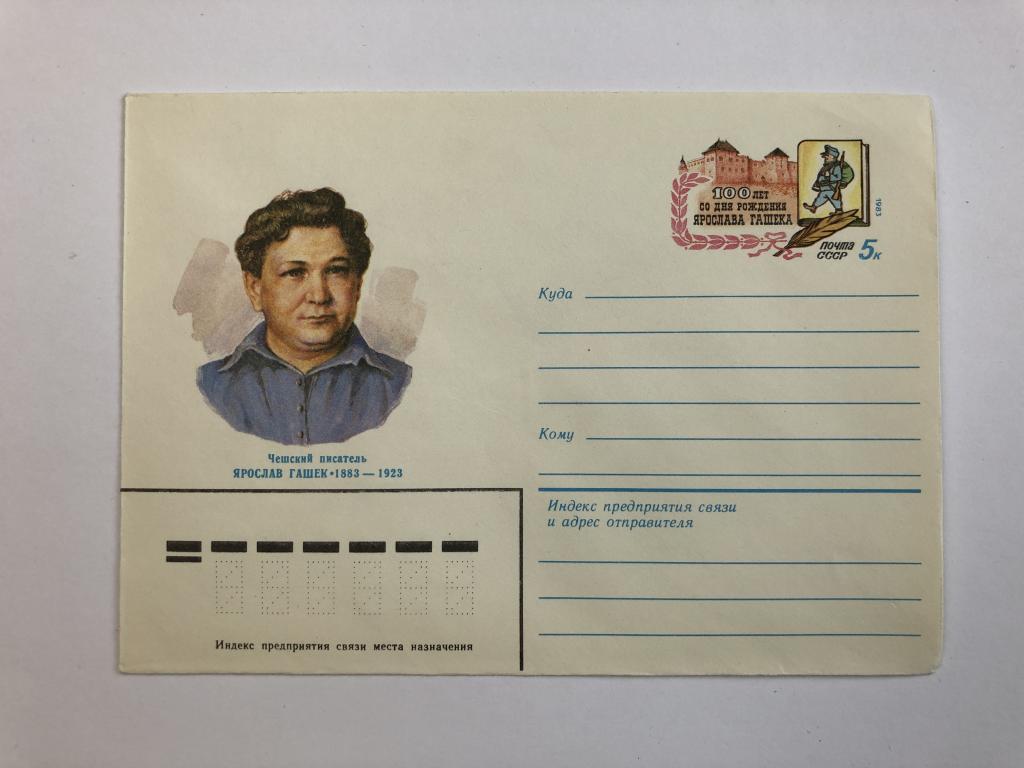 100 ЛЕТ
СО ДНЯ РОЖДЕНИЯ
ЯРОСЛАВА ГАШЕКА
1983
ПОЧТА
СССР 5к
Куда
Кому
Чешский писатель
ЯРОСЛАВ ГАШЕК•1883—1923
Индекс предприятия связи
и адрес отправителя
Индекс предприятия связи места назначения